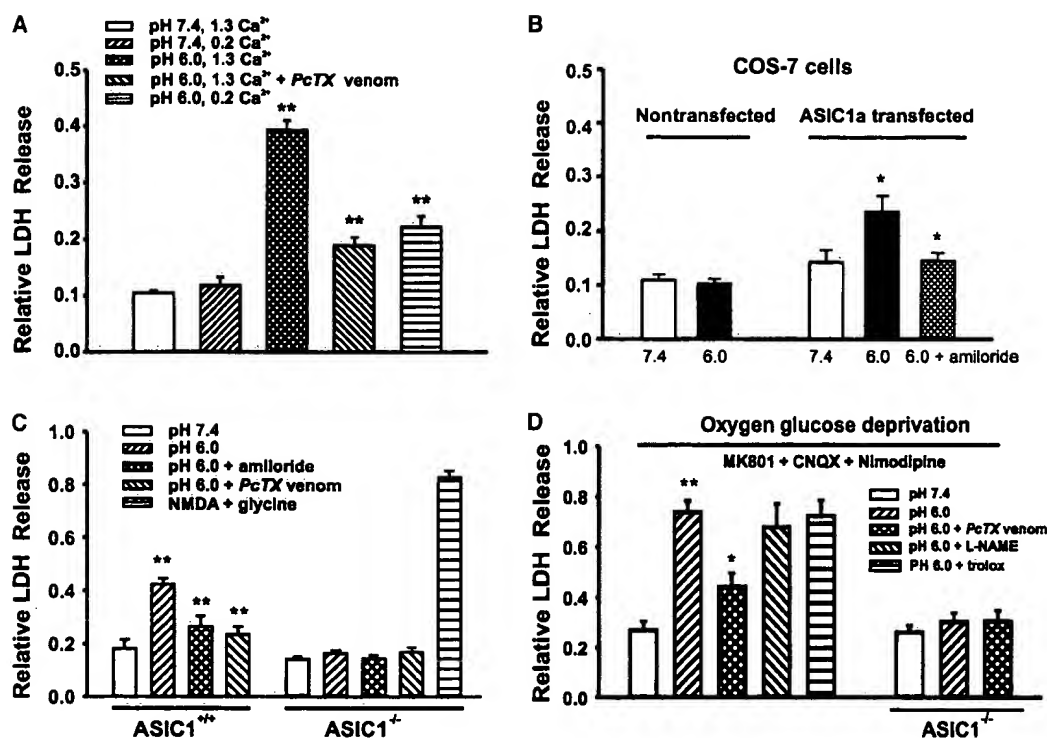 A
pH 7.4, 1.3 Ca²⁺
pH 7.4, 0.2 Ca²⁺
pH 6.0, 1.3 Ca²⁺
pH 6.0, 1.3 Ca²⁺ + PcTX venom
pH 6.0, 0.2 Ca²⁺
Relative LDH Release
0.5
0.4
0.3
0.2
0.1
0.0
**
**
**
B
COS-7 cells
Nontransfected
ASIC1a transfected
Relative LDH Release
0.5
0.4
0.3
0.2
0.1
0.0
*
*
7.4
6.0
7.4
6.0
6.0 + amiloride
C
pH 7.4
pH 6.0
pH 6.0 + amiloride
pH 6.0 + PcTX venom
NMDA + glycine
Relative LDH Release
1.0
0.8
0.6
0.4
0.2
0.0
**
**
**
ASIC1⁺/⁺
ASIC1⁻/⁻
D
Oxygen glucose deprivation
MK801 + CNQX + Nimodipine
pH 7.4
pH 6.0
pH 6.0 + PcTX venom
pH 6.0 + L-NAME
PH 6.0 + trolox
Relative LDH Release
1.0
0.8
0.6
0.4
0.2
0.0
**
*
ASIC1⁻/⁻